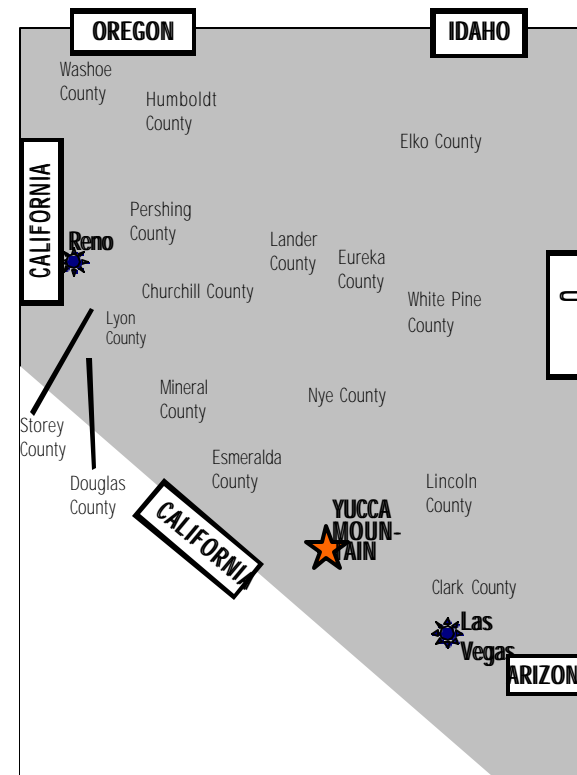 OREGON
IDAHO
Washoe
County
Humboldt
County
Elko County
CALIFORNIA
Pershing
County
Reno
Lander
County
Eureka
County
Churchill County
White Pine
County
Lyon
County
Mineral
County
Nye County
Storey
County
Esmeralda
County
Douglas
County
Lincoln
County
CALIFORNIA
YUCCA
MOUN-
TAIN
Clark County
Las
Vegas
ARIZON